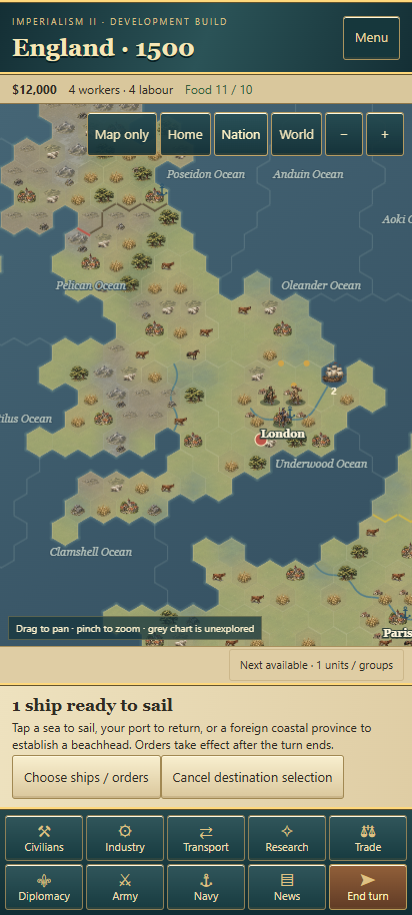 IMPERIALISM II · DEVELOPMENT BUILD
England · 1500
Menu
$12,000 4 workers · 4 labour Food 11 / 10
Map only
Home
Nation
World
−
+
Poseidon Ocean
Anduin Ocean
Aoki O
Pelican Ocean
Oleander Ocean
ilus Ocean
2
London
Underwood Ocean
Clamshell Ocean
Paris
Drag to pan · pinch to zoom · grey chart is unexplored
Next available · 1 units / groups
1 ship ready to sail
Tap a sea to sail, your port to return, or a foreign coastal province to
establish a beachhead. Orders take effect after the turn ends.
Choose ships / orders
Cancel destination selection
Civilians
Industry
Transport
Research
Trade
Diplomacy
Army
Navy
News
End turn